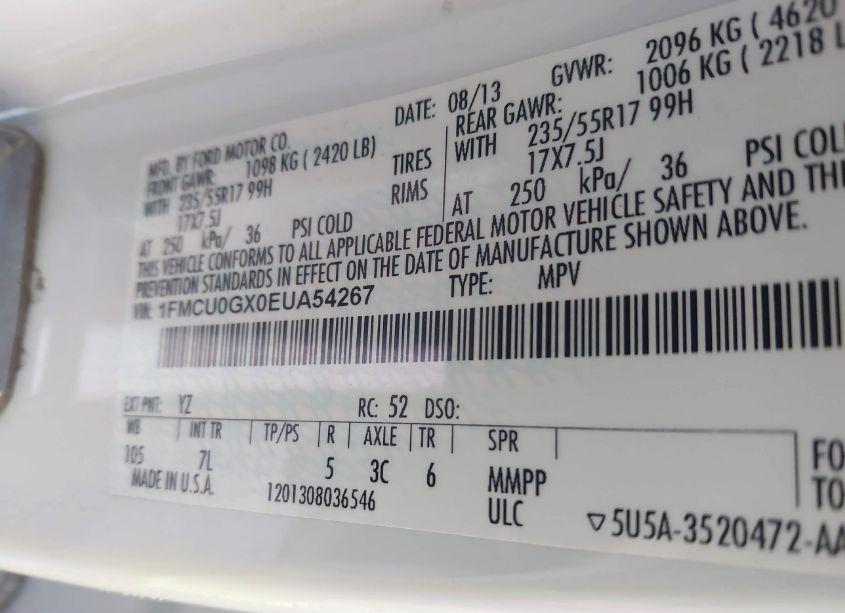 MFD. BY FORD MOTOR CO.
DATE: 08/13
GVWR: 2096 KG ( 4620
FRONT GAWR: 1098 KG ( 2420 LB)
REAR GAWR: 1006 KG ( 2218 L
WITH 235/55R17 99H
TIRES
WITH 235/55R17 99H
17X7.5J
RIMS
17X7.5J
AT 250 kPa/ 36 PSI COLD
AT 250 kPa/ 36 PSI COL
THIS VEHICLE CONFORMS TO ALL APPLICABLE FEDERAL MOTOR VEHICLE SAFETY AND THE
PREVENTION STANDARDS IN EFFECT ON THE DATE OF MANUFACTURE SHOWN ABOVE.
VIN: 1FMCU0GX0EUA54267
TYPE: MPV
EXT PNT: YZ RC: 52 DSO:
WB INT TR TP/PS R AXLE TR SPR
105 7L 5 3C 6 MMPP
MADE IN U.S.A. 1201308036546 ULC
FO
TO
5U5A-3520472-AA